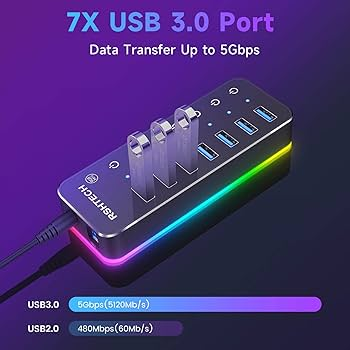 7X USB 3.0 Port
Data Transfer Up to 5Gbps
RSHTECH
USB3.0 5Gbps(5120Mb/s)
USB2.0 480Mbps(60Mb/s)